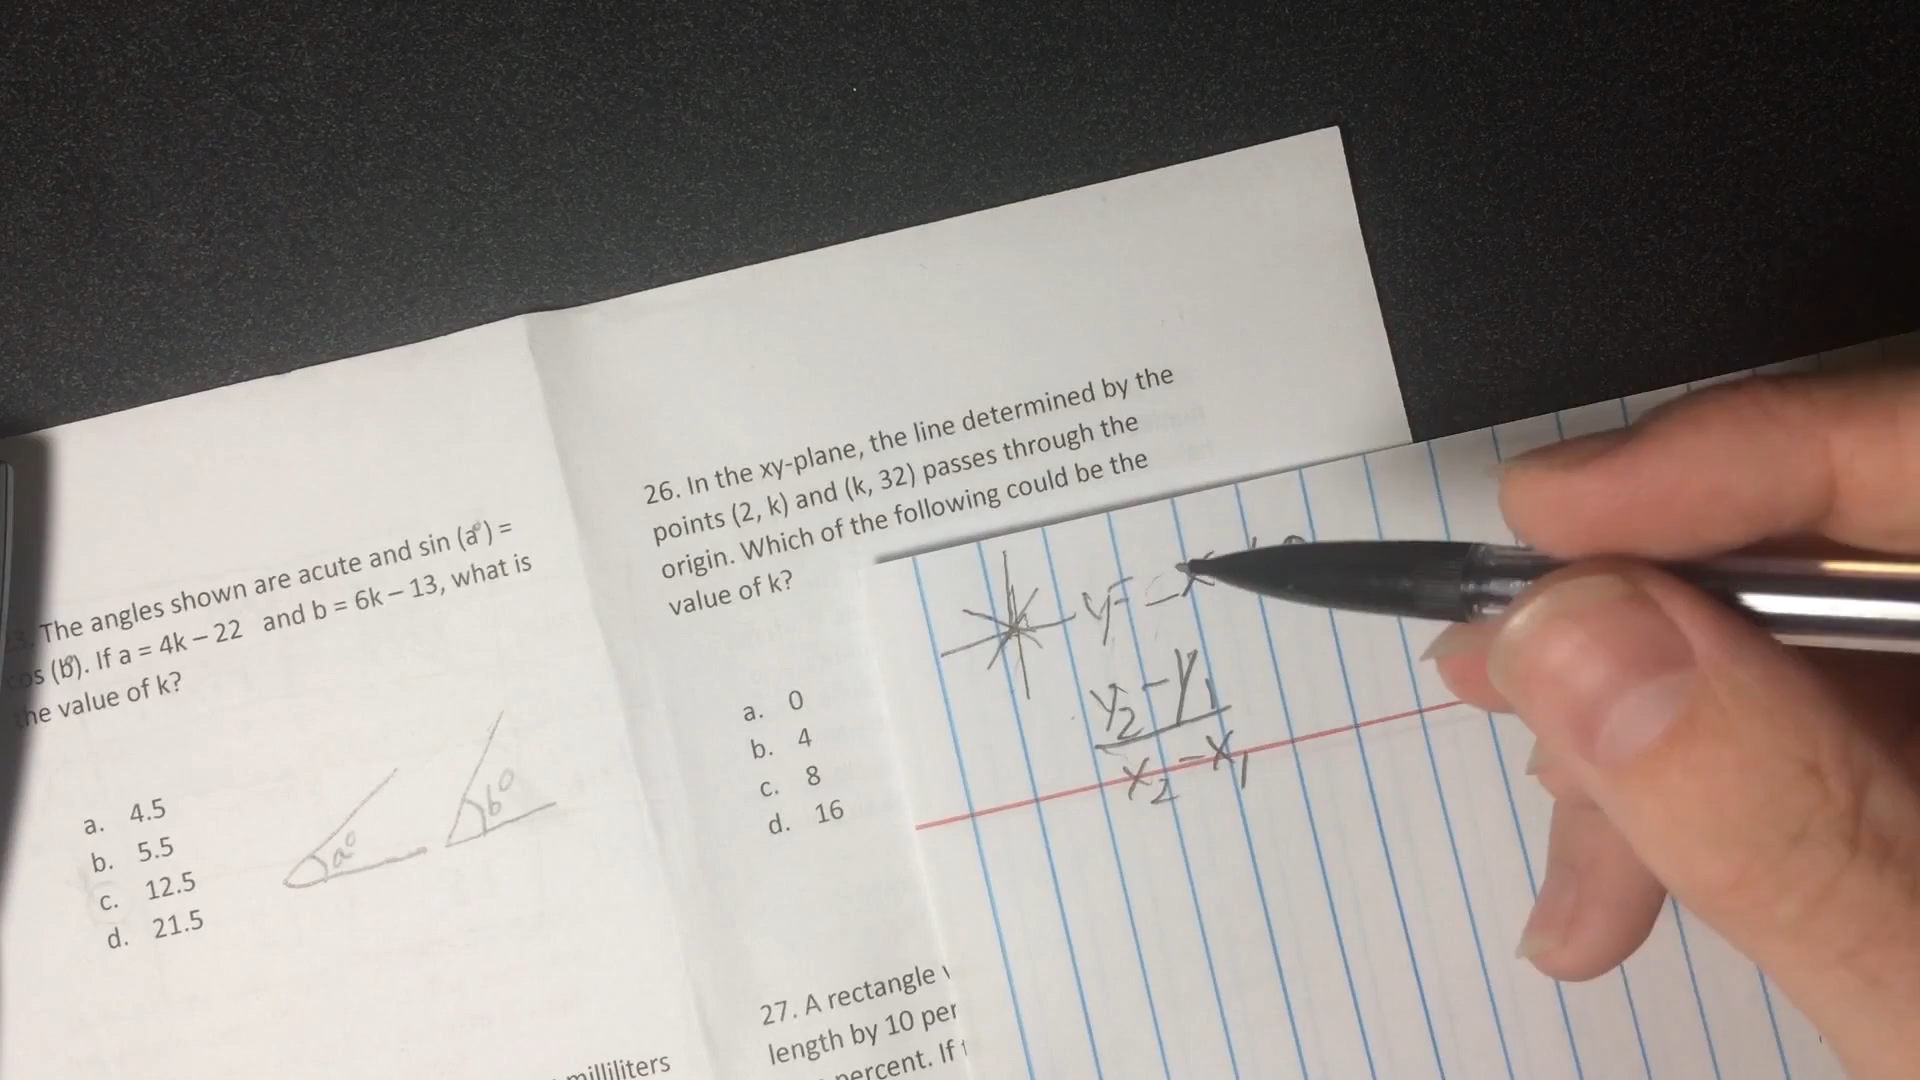 The angles shown are acute and sin (a°) =
cos (b°). If a = 4k – 22 and b = 6k – 13, what is
the value of k?
a. 4.5
b. 5.5
c. 12.5
d. 21.5
a°
b°
milliliters
26. In the xy-plane, the line determined by the
points (2, k) and (k, 32) passes through the
origin. Which of the following could be the
value of k?
a. 0
b. 4
c. 8
d. 16
27. A rectangle
length by 10 per
percent. If
y = _x
y₂ - y₁
x₂ - x₁